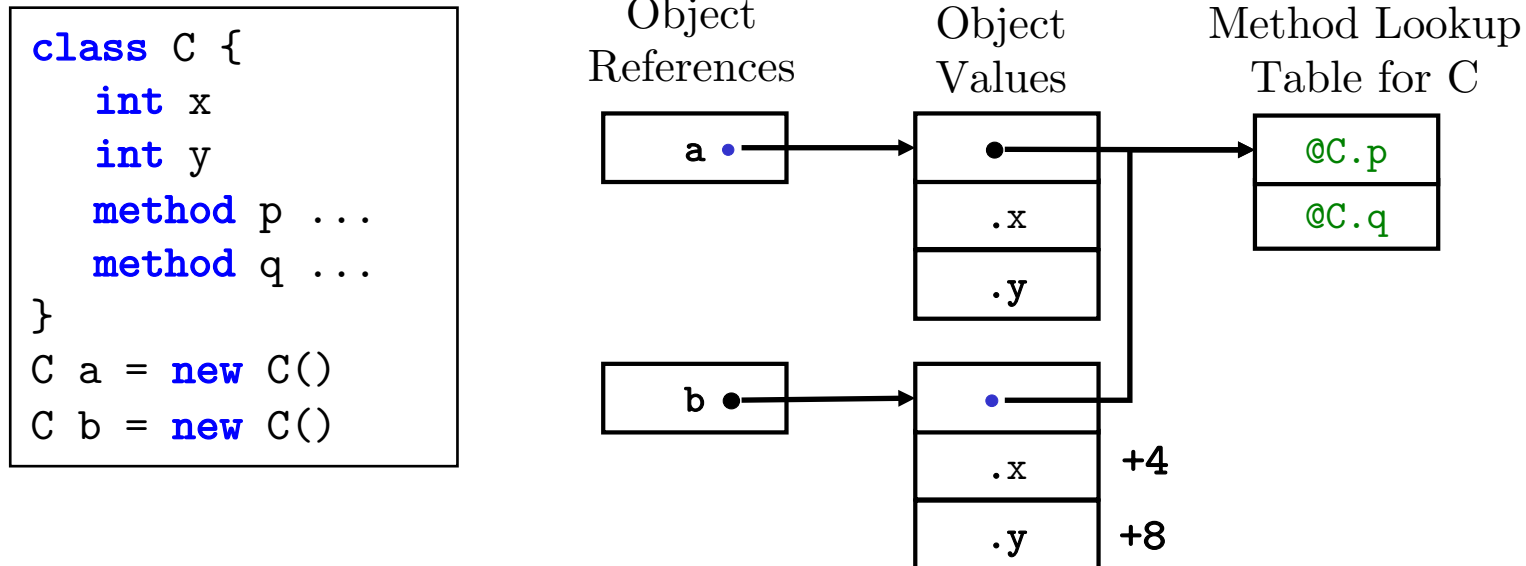 class C {
int x
int y
method p ...
method q ...
}
C a = new C()
C b = new C()
Object
References
Object
Values
Method Lookup
Table for C
a
@C.p
.x
@C.q
.y
b
.x
+4
.y
+8